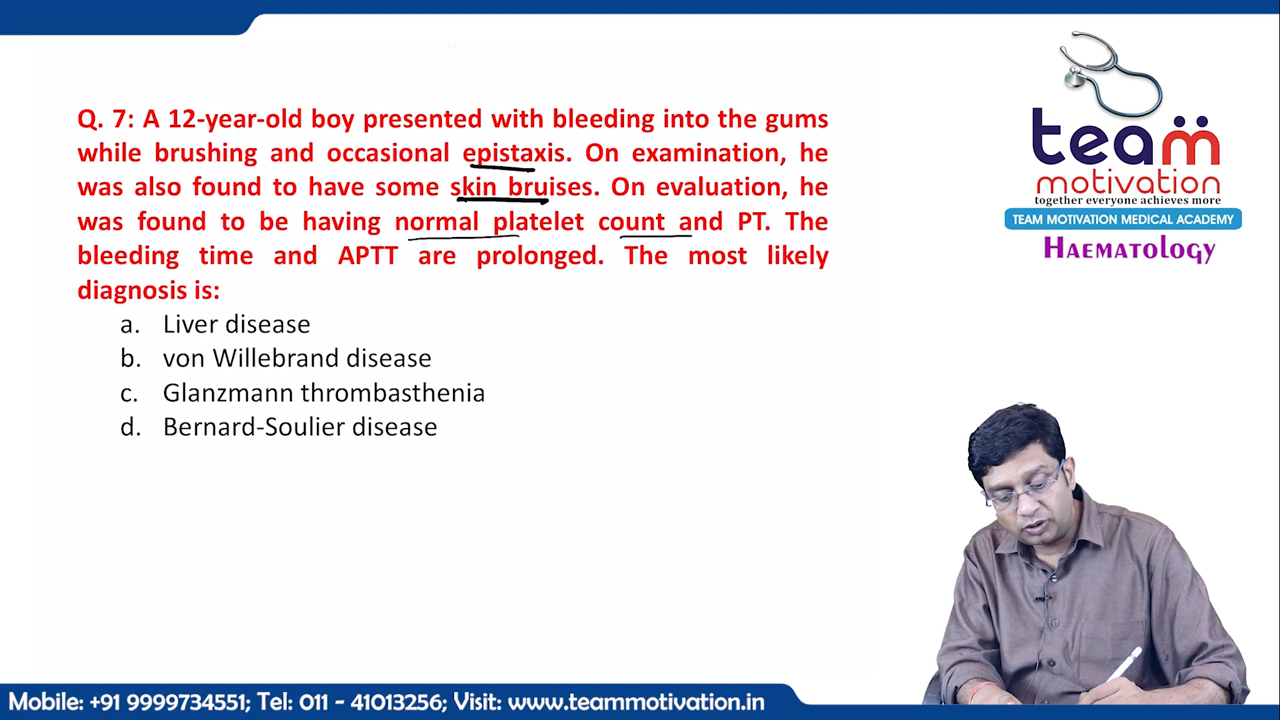 Q. 7: A 12-year-old boy presented with bleeding into the gums
while brushing and occasional epistaxis. On examination, he
was also found to have some skin bruises. On evaluation, he
was found to be having normal platelet count and PT. The
bleeding time and APTT are prolonged. The most likely
diagnosis is:
a. Liver disease
b. von Willebrand disease
c. Glanzmann thrombasthenia
d. Bernard-Soulier disease
team
motivation
together everyone achieves more
TEAM MOTIVATION MEDICAL ACADEMY
HAEMATOLOGY
Mobile: +91 9999734551; Tel: 011 - 41013256; Visit: www.teammotivation.in